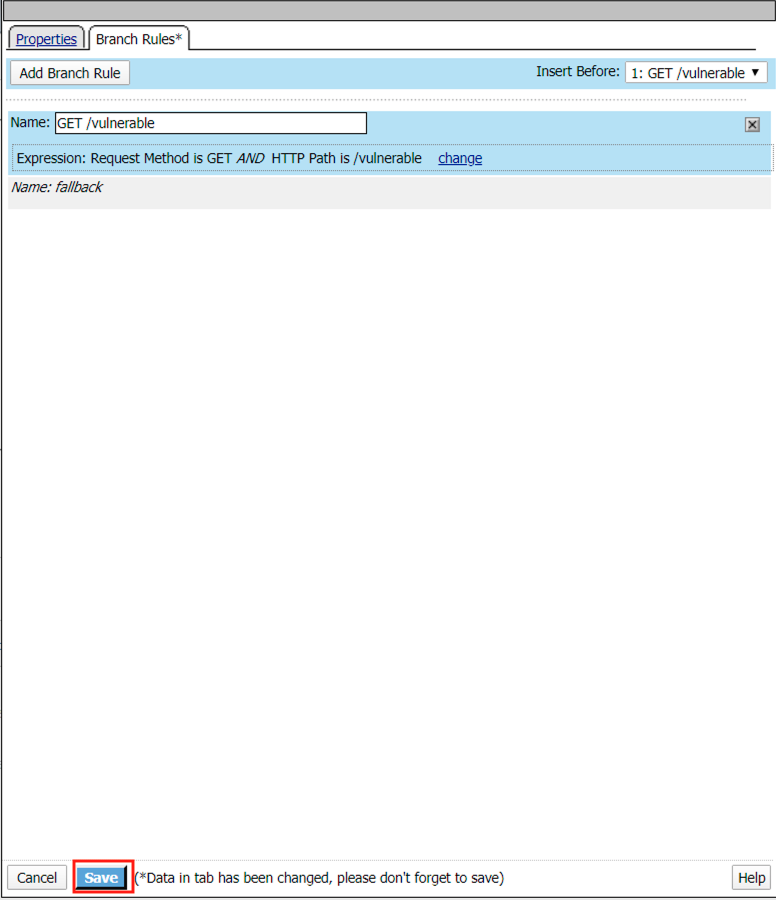 Properties Branch Rules*
Add Branch Rule Insert Before: 1: GET /vulnerable
Name: GET /vulnerable
Expression: Request Method is GET AND HTTP Path is /vulnerable change
Name: fallback
Cancel Save (*Data in tab has been changed, please don't forget to save) Help